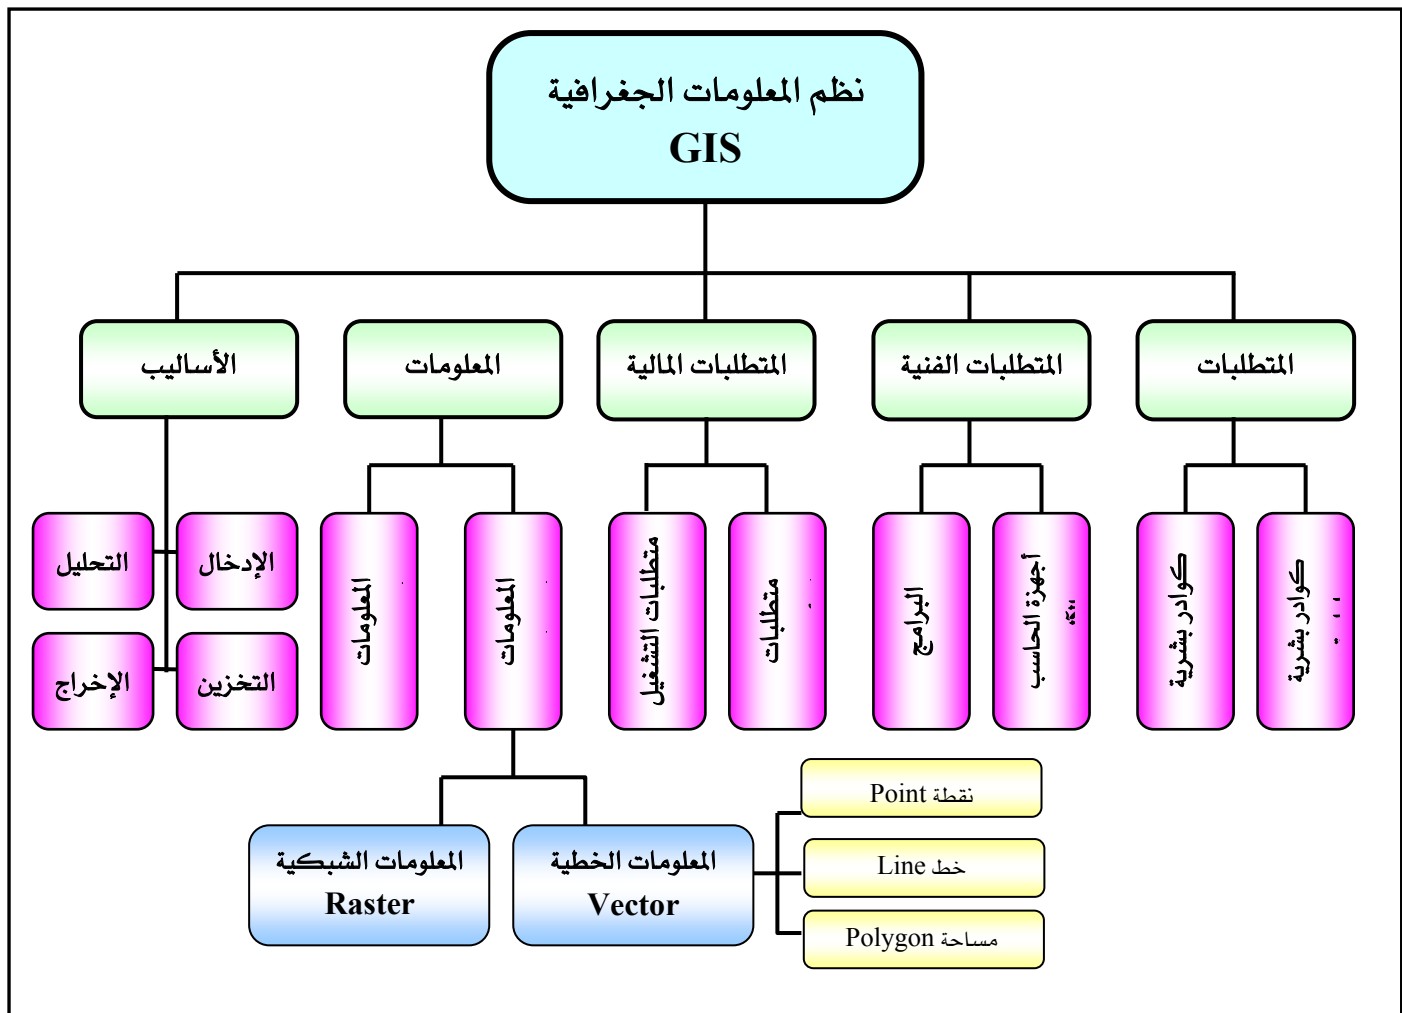 نظم المعلومات الجغرافية
GIS
المتطلبات
المتطلبات الفنية
المتطلبات المالية
المعلومات
الأساليب
كوادر بشرية
كوادر بشرية
أجهزة الحاسب
البرامج
متطلبات
متطلبات التشغيل
المعلومات
المعلومات
الإدخال
التحليل
التخزين
الإخراج
المعلومات الخطية
Vector
المعلومات الشبكية
Raster
نقطة Point
خط Line
مساحة Polygon